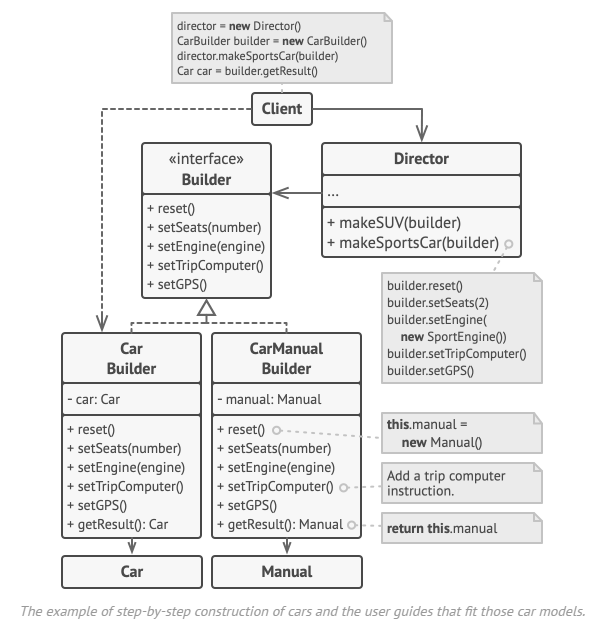 director = new Director()
CarBuilder builder = new CarBuilder()
director.makeSportsCar(builder)
Car car = builder.getResult()
Client
«interface»
Builder
+ reset()
+ setSeats(number)
+ setEngine(engine)
+ setTripComputer()
+ setGPS()
Director
...
+ makeSUV(builder)
+ makeSportsCar(builder)
builder.reset()
builder.setSeats(2)
builder.setEngine(
new SportEngine())
builder.setTripComputer()
builder.setGPS()
Car
Builder
- car: Car
+ reset()
+ setSeats(number)
+ setEngine(engine)
+ setTripComputer()
+ setGPS()
+ getResult(): Car
CarManual
Builder
- manual: Manual
+ reset()
+ setSeats(number)
+ setEngine(engine)
+ setTripComputer()
+ setGPS()
+ getResult(): Manual
this.manual =
new Manual()
Add a trip computer
instruction.
return this.manual
Car
Manual
The example of step-by-step construction of cars and the user guides that fit those car models.